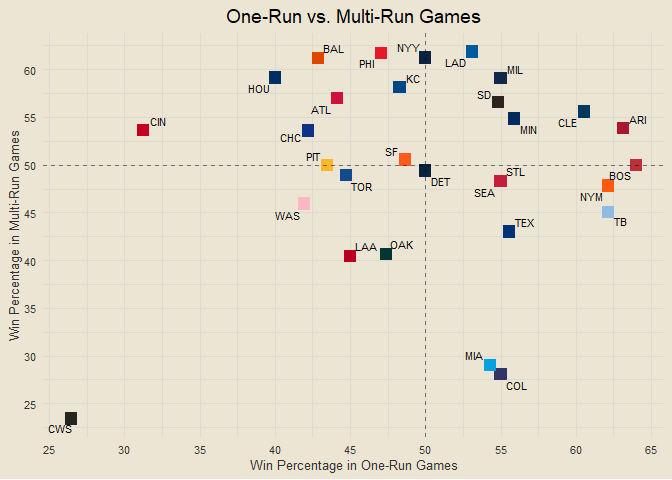 One-Run vs. Multi-Run Games
Win Percentage in Multi-Run Games
60
55
50
45
40
35
30
25
BAL
NYY
PHI
LAD
MIL
HOU
KC
SD
ATL
CIN
CLE
ARI
MIN
CHC
SF
PIT
STL
BOS
DET
TOR
SEA
NYM
WAS
TEX
TB
LAA
OAK
MIA
COL
CWS
25
30
35
40
45
50
55
60
65
Win Percentage in One-Run Games